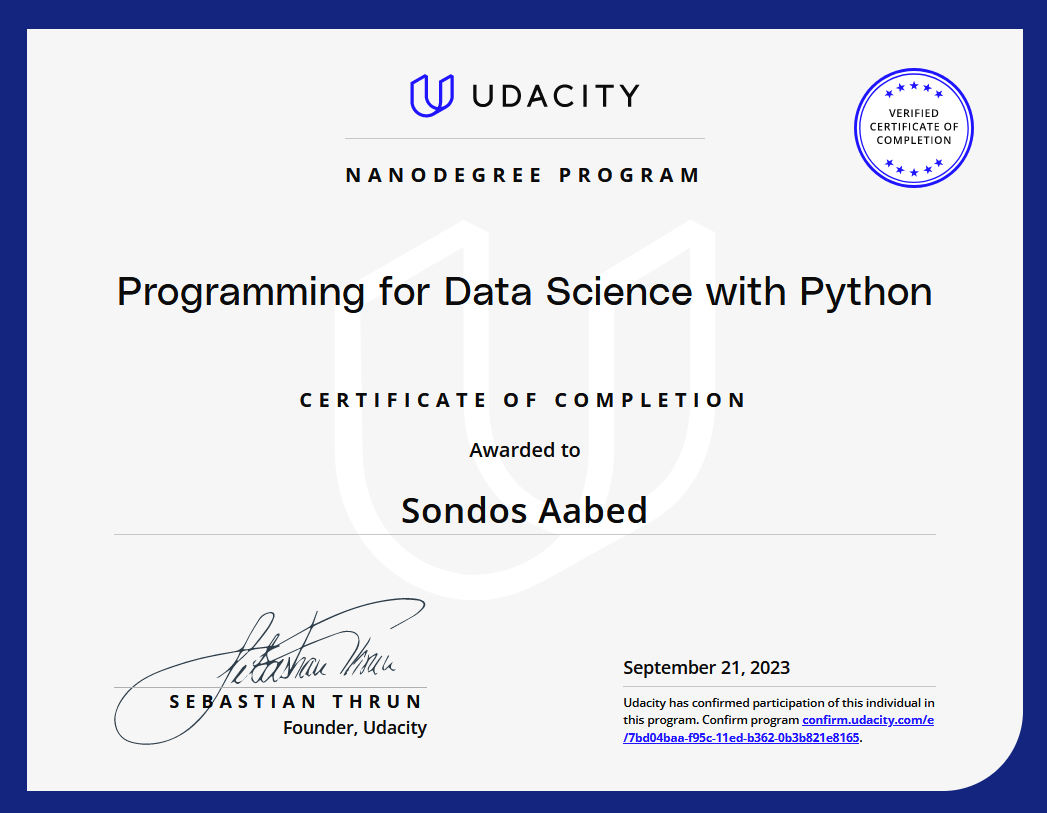 UDACITY
VERIFIED
CERTIFICATE OF
COMPLETION
NANODEGREE PROGRAM
Programming for Data Science with Python
CERTIFICATE OF COMPLETION
Awarded to
Sondos Aabed
Sebastian Thrun
SEBASTIAN THRUN
Founder, Udacity
September 21, 2023
Udacity has confirmed participation of this individual in
this program. Confirm program confirm.udacity.com/e
/7bd04baa-f95c-11ed-b362-0b3b821e8165.